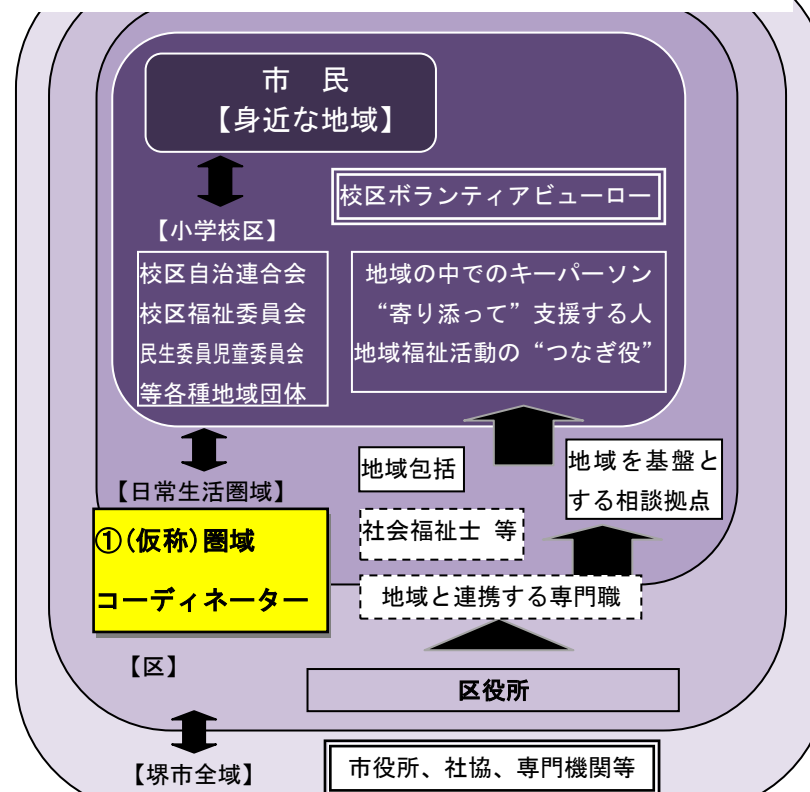 市　民
【身近な地域】
校区ボランティアビューロー
【小学校区】
校区自治連合会
校区福祉委員会
民生委員児童委員会
等各種地域団体
地域の中でのキーパーソン
“寄り添って”支援する人
地域福祉活動の“つなぎ役”
地域包括
地域を基盤と
する相談拠点
【日常生活圏域】
社会福祉士 等
①(仮称)圏域
コーディネーター
地域と連携する専門職
【区】
区役所
【堺市全域】
市役所、社協、専門機関等